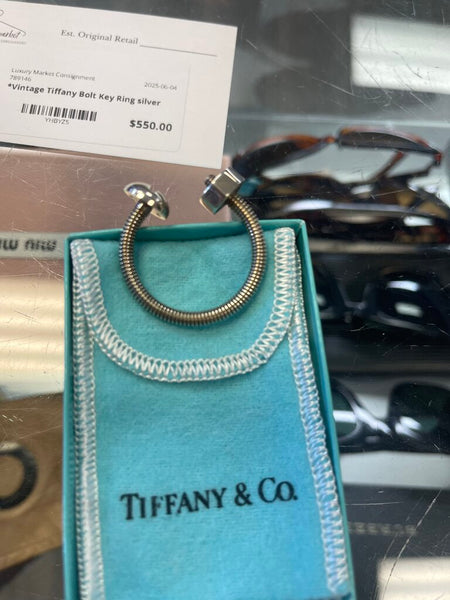 Est. Original Retail
Luxury Market Consignment
789146
2025-06-04
*Vintage Tiffany Bolt Key Ring silver
YHBYZ5
$550.00
TIFFANY & CO.